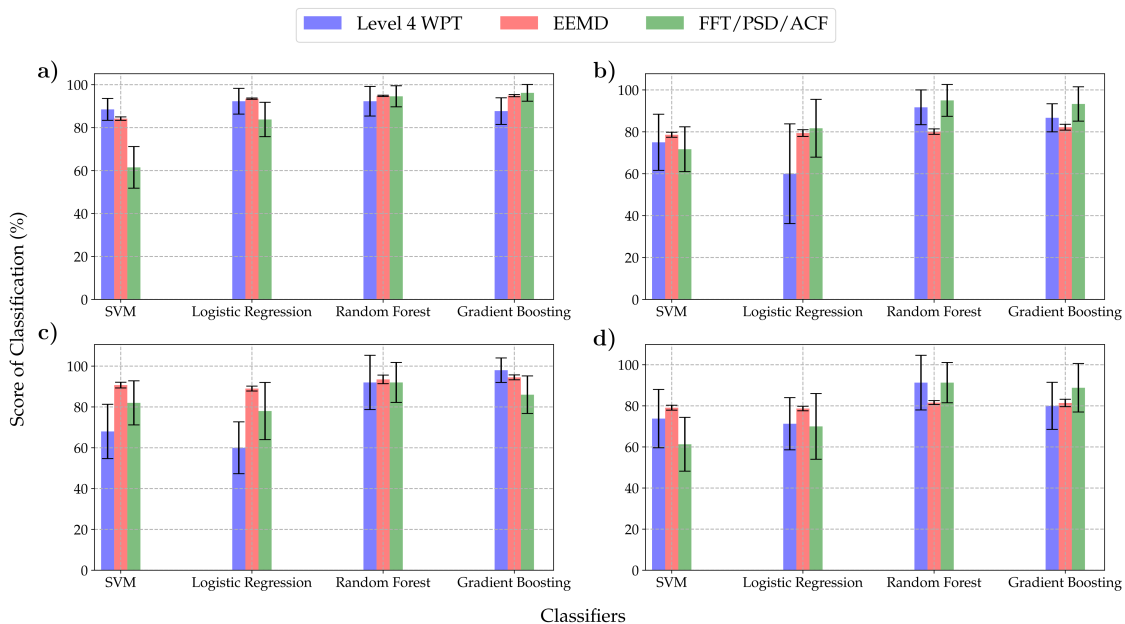 Level 4 WPT EEMD FFT/PSD/ACF
Score of Classification (%)
a)
100
80
60
40
20
0
SVM Logistic Regression Random Forest Gradient Boosting
b)
100
80
60
40
20
0
SVM Logistic Regression Random Forest Gradient Boosting
c)
100
80
60
40
20
0
SVM Logistic Regression Random Forest Gradient Boosting
d)
100
80
60
40
20
0
SVM Logistic Regression Random Forest Gradient Boosting
Classifiers